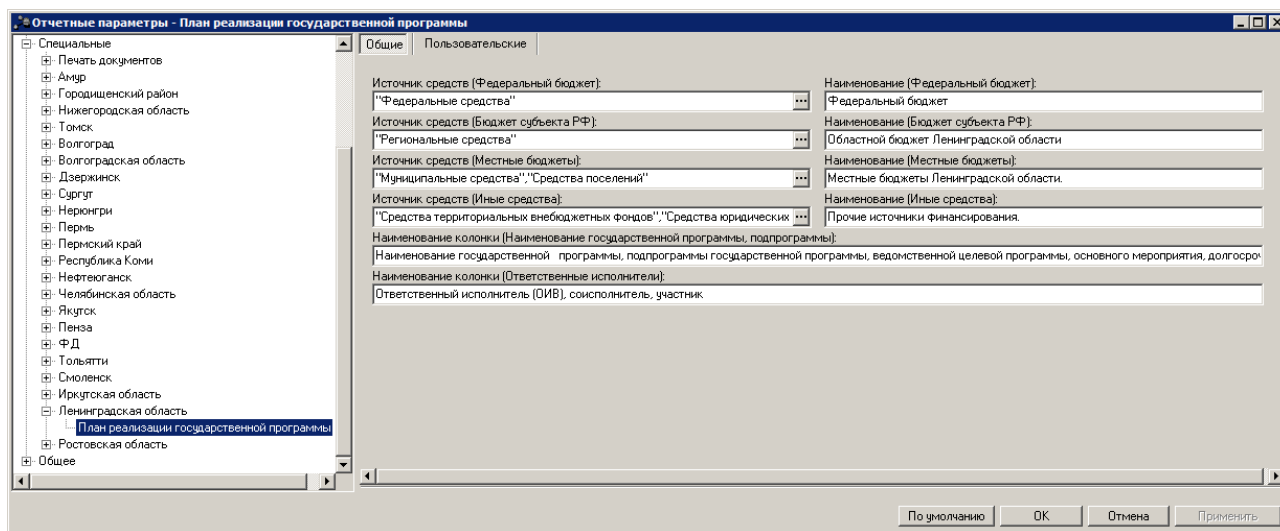 Отчетные параметры - План реализации государственной программы
Специальные
Печать документов
Амур
Городищенский район
Нижегородская область
Томск
Волгоград
Волгоградская область
Дзержинск
Сургут
Нерюнгри
Пермь
Пермский край
Республика Коми
Нефтеюганск
Челябинская область
Якутск
Пенза
ФД
Тольятти
Смоленск
Иркутская область
Ленинградская область
План реализации государственной программы
Ростовская область
Общее
Общие Пользовательские
Источник средств (Федеральный бюджет): Наименование (Федеральный бюджет):
"Федеральные средства" ... Федеральный бюджет
Источник средств (Бюджет субъекта РФ): Наименование (Бюджет субъекта РФ):
"Региональные средства" ... Областной бюджет Ленинградской области
Источник средств (Местные бюджеты): Наименование (Местные бюджеты):
"Муниципальные средства","Средства поселений" ... Местные бюджеты Ленинградской области.
Источник средств (Иные средства): Наименование (Иные средства):
"Средства территориальных внебюджетных фондов","Средства юридических ... Прочие источники финансирования.
Наименование колонки (Наименование государственной программы, подпрограммы):
Наименование государственной программы, подпрограммы государственной программы, ведомственной целевой программы, основного мероприятия, долгосро
Наименование колонки (Ответственные исполнители):
Ответственный исполнитель (ОИВ), соисполнитель, участник
По умолчанию OK Отмена Применить